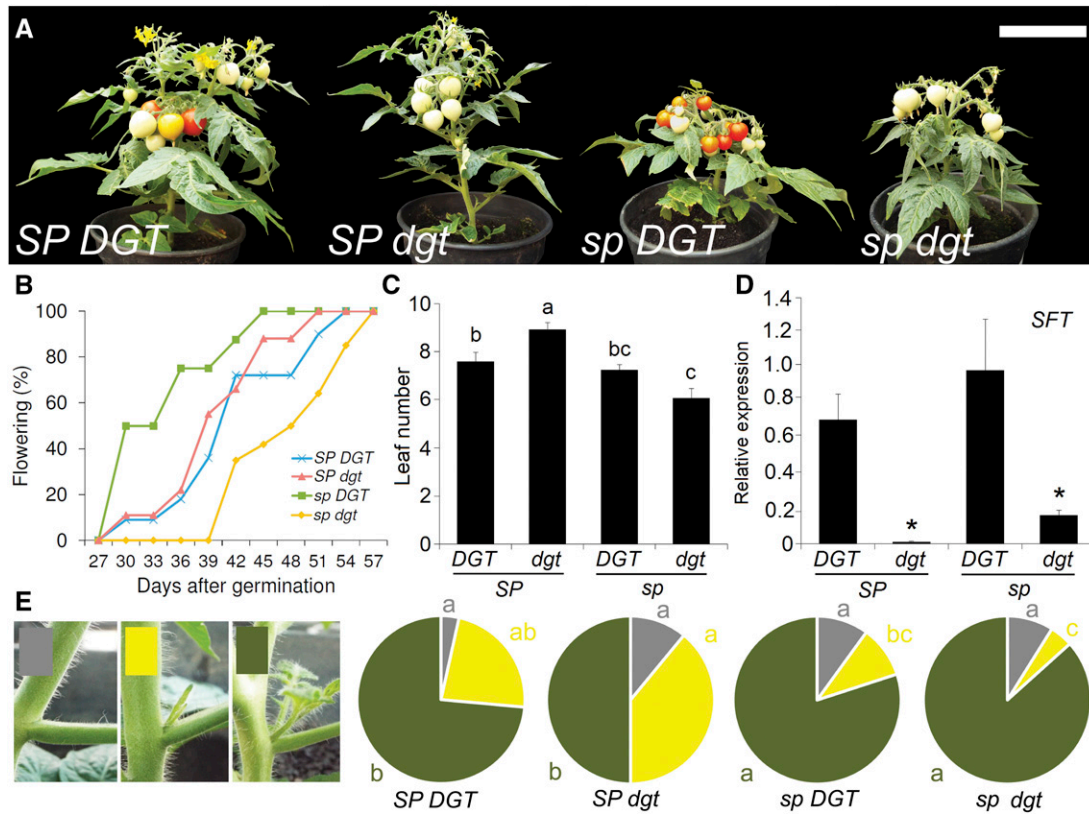 A
SP DGT
SP dgt
sp DGT
sp dgt
B
100
80
60
40
20
0
Flowering (%)
SP DGT
SP dgt
sp DGT
sp dgt
27 30 33 36 39 42 45 48 51 54 57
Days after germination
C
10
8
6
4
2
0
Leaf number
b
a
bc
c
DGT dgt DGT dgt
SP sp
D
SFT
1.4
1.2
1.0
0.8
0.6
0.4
0.2
0
Relative expression
*
*
DGT dgt DGT dgt
SP sp
E
a
ab
b
SP DGT
a
a
b
SP dgt
a
bc
a
sp DGT
a
c
a
sp dgt